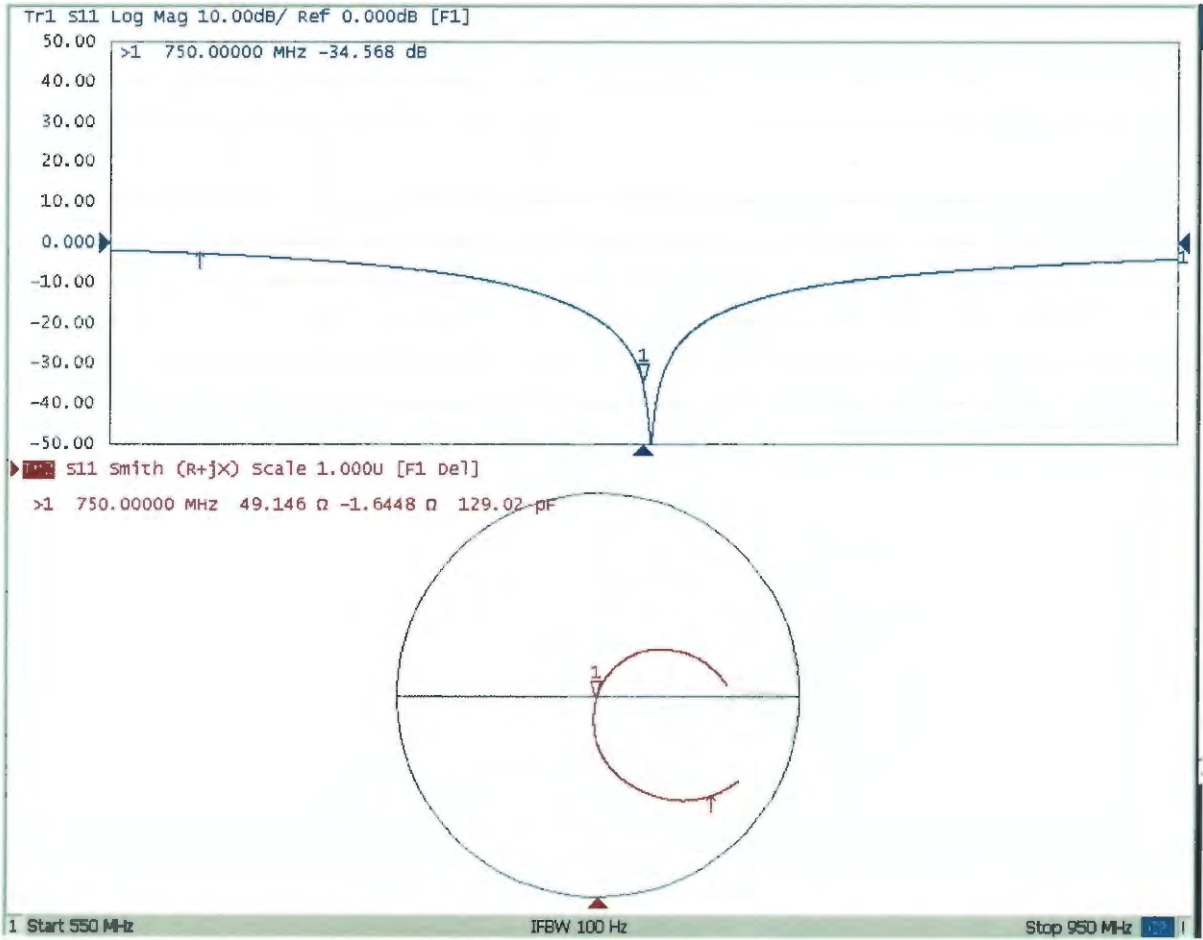 Tr1 S11 Log Mag 10.00dB/ Ref 0.000dB [F1]
50.00
>1 750.00000 MHz -34.568 dB
40.00
30.00
20.00
10.00
0.000
-10.00
-20.00
-30.00
-40.00
-50.00
1
1
S11 Smith (R+jX) Scale 1.000U [F1 Del]
>1 750.00000 MHz 49.146 Ω -1.6448 Ω 129.02 pF
1
1 Start 550 MHz IFBW 100 Hz Stop 950 MHz